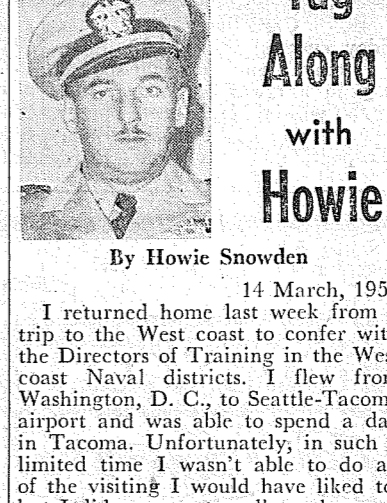 Tag
Along
with
Howie
By Howie Snowden
14 March, 195
I returned home last week from
trip to the West coast to confer wit
the Directors of Training in the Wes
coast Naval districts. I flew from
Washington, D. C., to Seattle-Tacom
airport and was able to spend a da
in Tacoma. Unfortunately, in such
limited time I wasn't able to do a
of the visiting I would have liked t